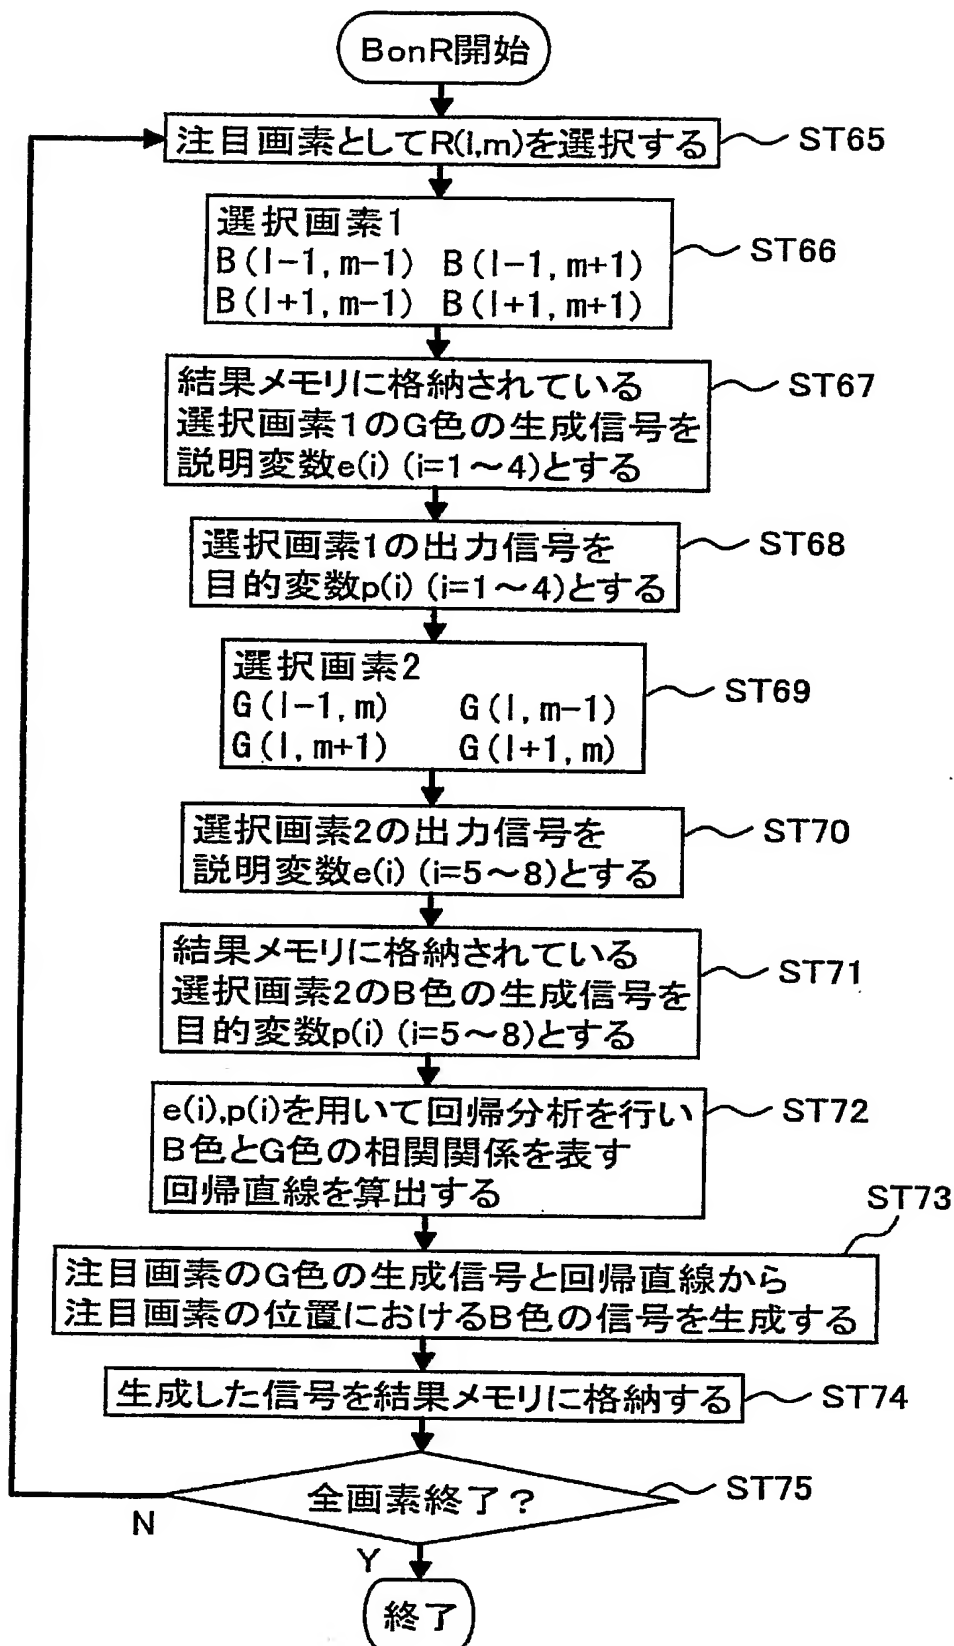 BonR開始
注目画素としてR(l,m)を選択する
ST65
選択画素1
B(l-1,m-1) B(l-1,m+1)
B(l+1,m-1) B(l+1,m+1)
ST66
結果メモリに格納されている
選択画素1のG色の生成信号を
説明変数e(i) (i=1～4)とする
ST67
選択画素1の出力信号を
目的変数p(i) (i=1～4)とする
ST68
選択画素2
G(l-1,m) G(l,m-1)
G(l,m+1) G(l+1,m)
ST69
選択画素2の出力信号を
説明変数e(i) (i=5～8)とする
ST70
結果メモリに格納されている
選択画素2のB色の生成信号を
目的変数p(i) (i=5～8)とする
ST71
e(i),p(i)を用いて回帰分析を行い
B色とG色の相関関係を表す
回帰直線を算出する
ST72
ST73
注目画素のG色の生成信号と回帰直線から
注目画素の位置におけるB色の信号を生成する
生成した信号を結果メモリに格納する
ST74
全画素終了？
ST75
N
Y
終了